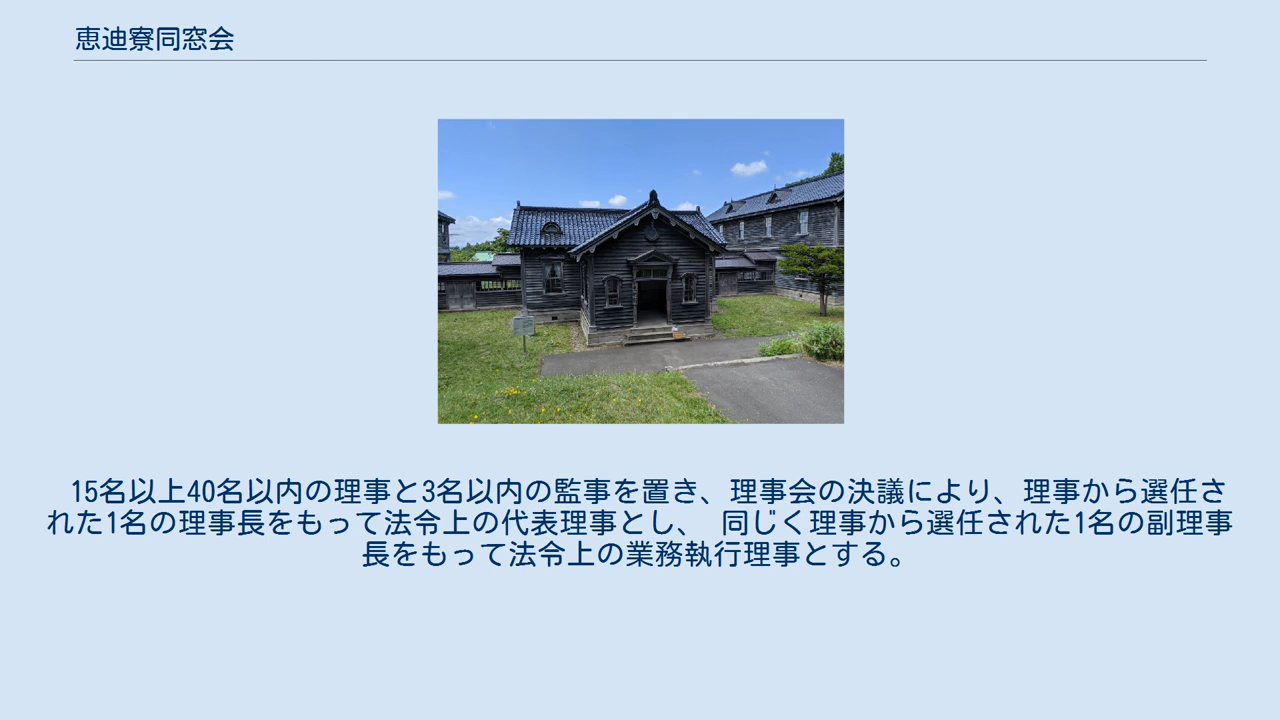 恵迪寮同窓会
15名以上40名以内の理事と3名以内の監事を置き、理事会の決議により、理事から選任さ
れた1名の理事長をもって法令上の代表理事とし、 同じく理事から選任された1名の副理事
長をもって法令上の業務執行理事とする。